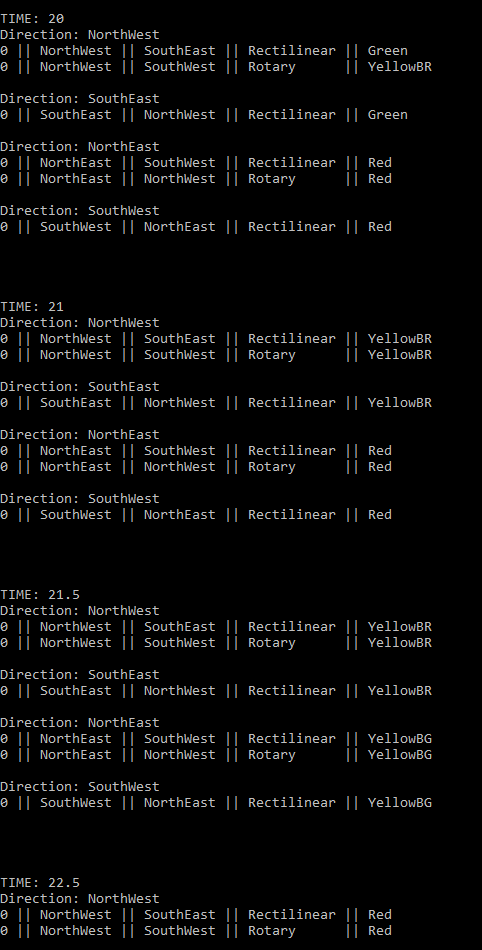 TIME: 20
Direction: NorthWest
0 || NorthWest || SouthEast || Rectilinear || Green
0 || NorthWest || SouthWest || Rotary      || YellowBR
Direction: SouthEast
0 || SouthEast || NorthWest || Rectilinear || Green
Direction: NorthEast
0 || NorthEast || SouthWest || Rectilinear || Red
0 || NorthEast || NorthWest || Rotary      || Red
Direction: SouthWest
0 || SouthWest || NorthEast || Rectilinear || Red
TIME: 21
Direction: NorthWest
0 || NorthWest || SouthEast || Rectilinear || YellowBR
0 || NorthWest || SouthWest || Rotary      || YellowBR
Direction: SouthEast
0 || SouthEast || NorthWest || Rectilinear || YellowBR
Direction: NorthEast
0 || NorthEast || SouthWest || Rectilinear || Red
0 || NorthEast || NorthWest || Rotary      || Red
Direction: SouthWest
0 || SouthWest || NorthEast || Rectilinear || Red
TIME: 21.5
Direction: NorthWest
0 || NorthWest || SouthEast || Rectilinear || YellowBR
0 || NorthWest || SouthWest || Rotary      || YellowBR
Direction: SouthEast
0 || SouthEast || NorthWest || Rectilinear || YellowBR
Direction: NorthEast
0 || NorthEast || SouthWest || Rectilinear || YellowBG
0 || NorthEast || NorthWest || Rotary      || YellowBG
Direction: SouthWest
0 || SouthWest || NorthEast || Rectilinear || YellowBG
TIME: 22.5
Direction: NorthWest
0 || NorthWest || SouthEast || Rectilinear || Red
0 || NorthWest || SouthWest || Rotary      || Red